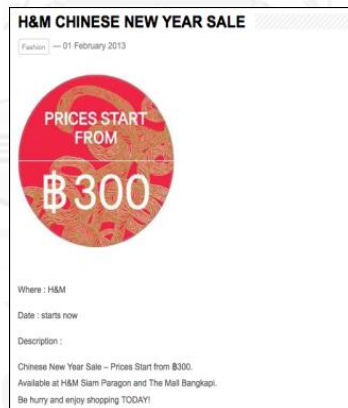 H&M CHINESE NEW YEAR SALE
Fashion — 01 February 2013
PRICES START
FROM
฿300
Where : H&M
Date : starts now
Description :
Chinese New Year Sale – Prices Start from ฿300.
Available at H&M Siam Paragon and The Mall Bangkapi.
Be hurry and enjoy shopping TODAY!